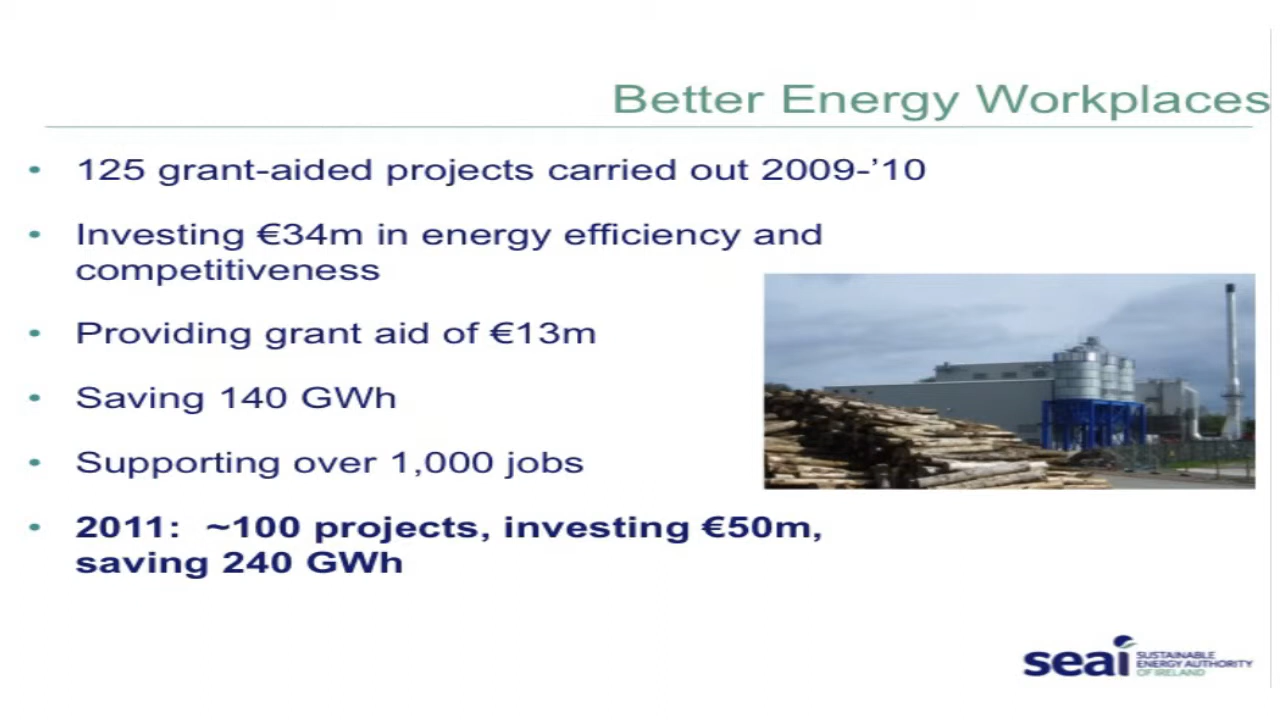 Better Energy Workplaces
• 125 grant-aided projects carried out 2009-’10
• Investing €34m in energy efficiency and
competitiveness
• Providing grant aid of €13m
• Saving 140 GWh
• Supporting over 1,000 jobs
• 2011:  ~100 projects, investing €50m,
saving 240 GWh
seai
SUSTAINABLE
ENERGY AUTHORITY
OF IRELAND